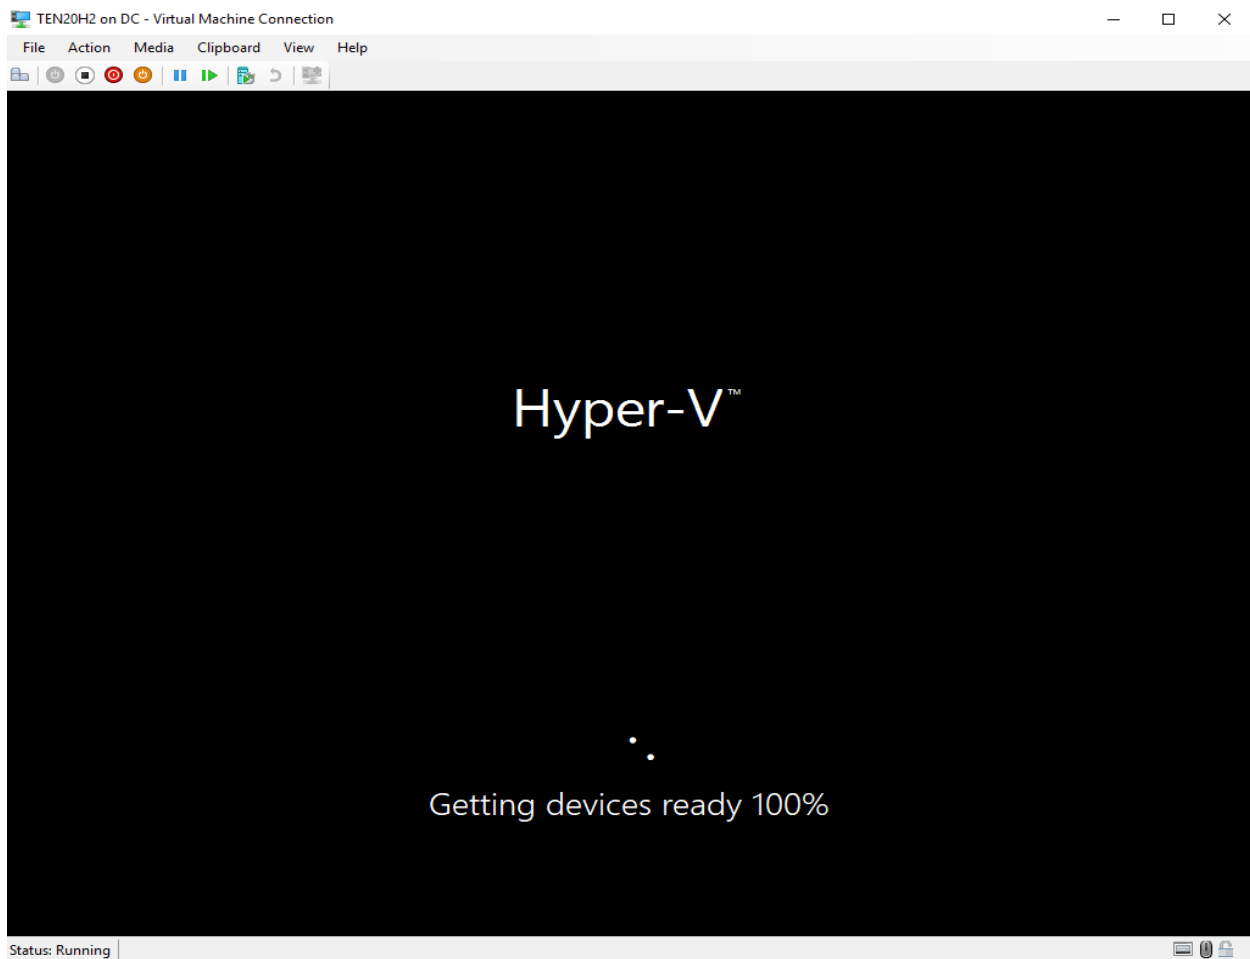 TEN20H2 on DC - Virtual Machine Connection
File Action Media Clipboard View Help
Hyper-V™
Getting devices ready 100%
Status: Running